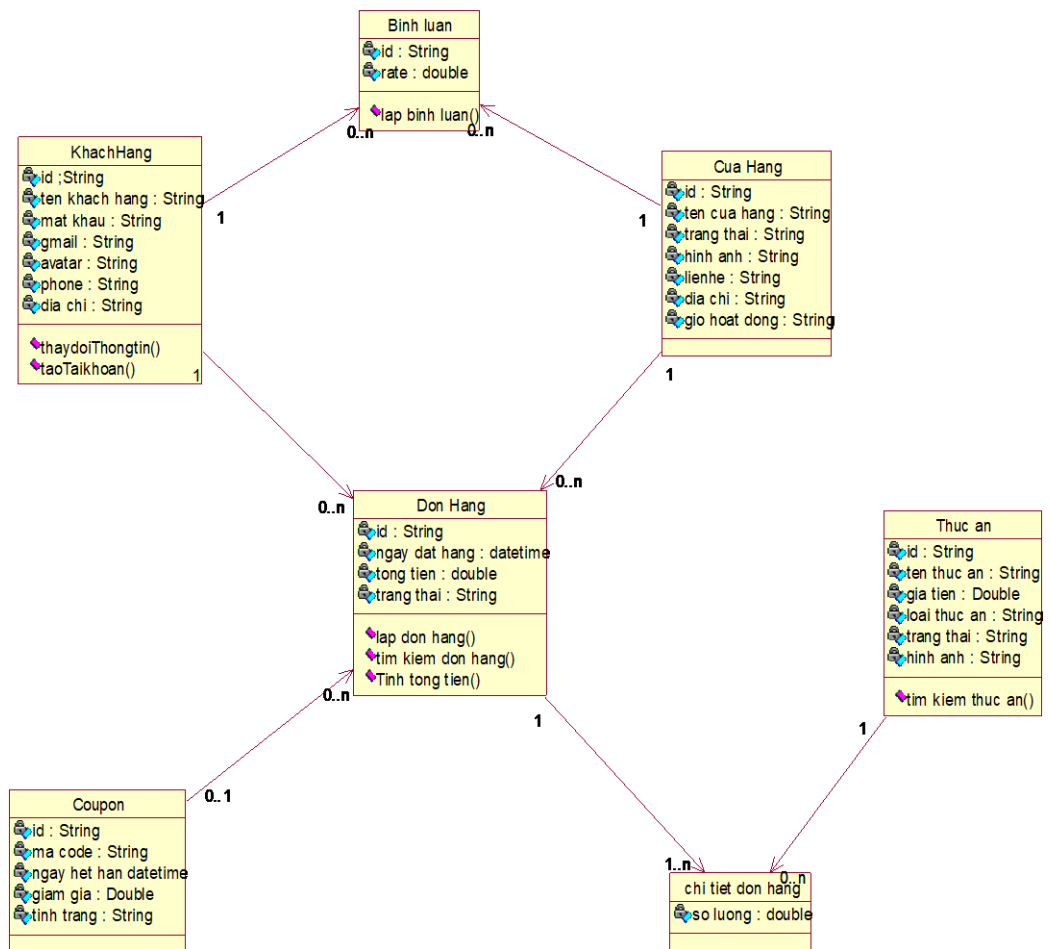 Binh luan
id : String
rate : double
lap binh luan()
0..n
0..n
KhachHang
id ;String
ten khach hang : String
mat khau : String
gmail : String
avatar : String
phone : String
dia chi : String
thaydoiThongtin()
taoTaikhoan()
1
1
Cua Hang
id : String
ten cua hang : String
trang thai : String
hinh anh : String
lienhe : String
dia chi : String
gio hoat dong : String
1
1
0..n
0..n
Don Hang
id : String
ngay dat hang : datetime
tong tien : double
trang thai : String
lap don hang()
tim kiem don hang()
Tinh tong tien()
0..n
1
Thuc an
id : String
ten thuc an : String
gia tien : Double
loai thuc an : String
trang thai : String
hinh anh : String
tim kiem thuc an()
1
Coupon
id : String
ma code : String
ngay het han datetime
giam gia : Double
tinh trang : String
0..1
1..n
0..n
chi tiet don hang
so luong : double